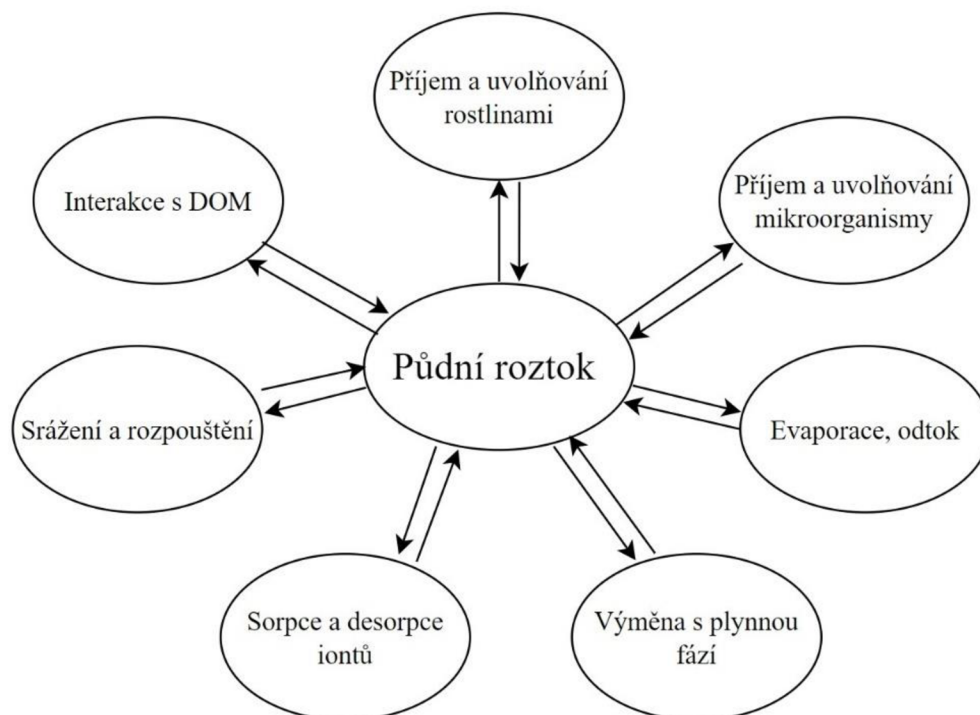 Příjem a uvolňování
rostlinami
Interakce s DOM
Příjem a uvolňování
mikroorganismy
Půdní roztok
Srážení a rozpouštění
Evaporace, odtok
Sorpce a desorpce
iontů
Výměna s plynnou
fází